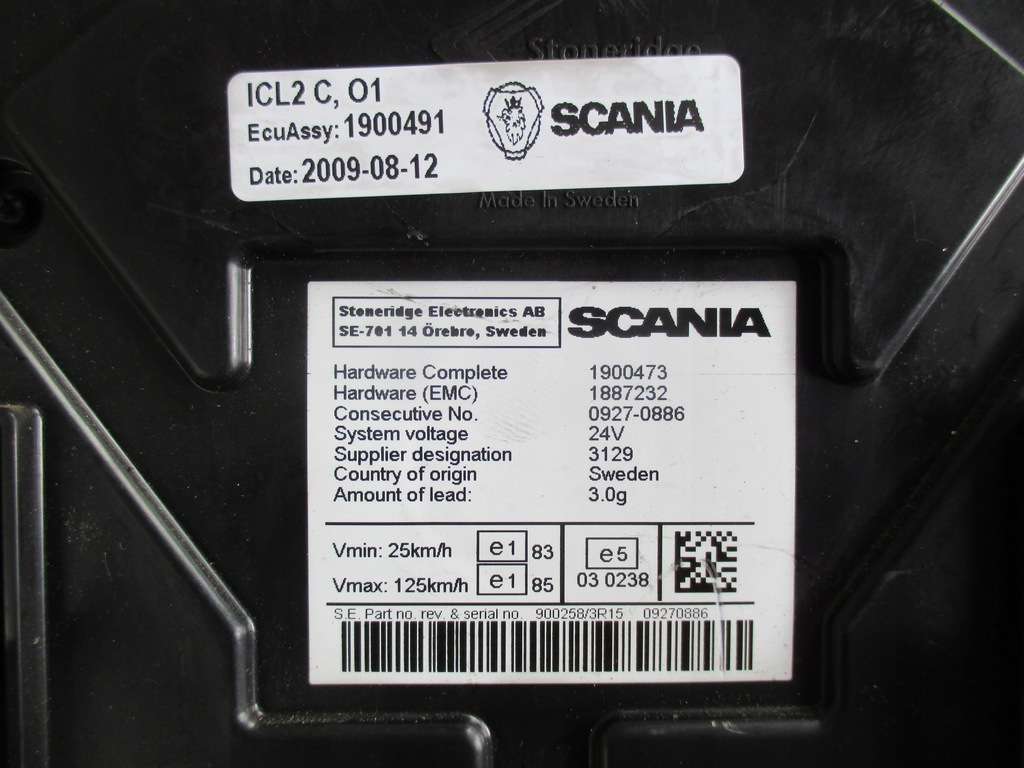 Stoneridge
ICL2 C, O1
EcuAssy: 1900491
Date: 2009-08-12
SCANIA
Made In Sweden
Stoneridge Electronics AB
SE-701 14 Örebro, Sweden
SCANIA
Hardware Complete 1900473
Hardware (EMC) 1887232
Consecutive No. 0927-0886
System voltage 24V
Supplier designation 3129
Country of origin Sweden
Amount of lead: 3.0g
Vmin: 25km/h e1 83
Vmax: 125km/h e1 85
e5
03 0238
S.E. Part no. rev. & serial no. 900258/3R15 09270886